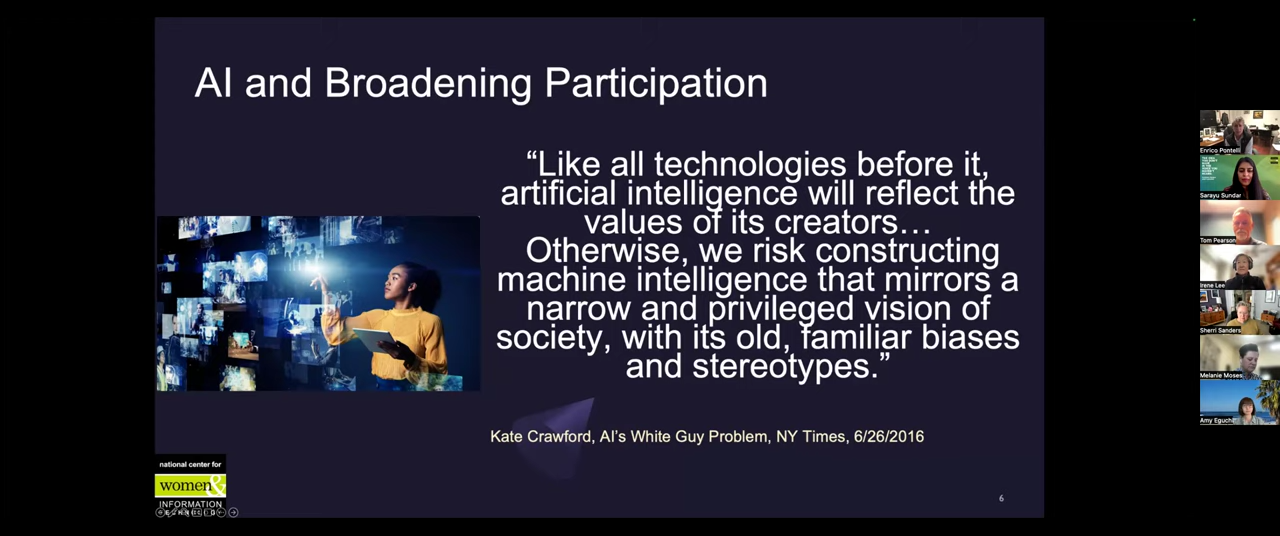 AI and Broadening Participation
“Like all technologies before it,
artificial intelligence will reflect the
values of its creators…
Otherwise, we risk constructing
machine intelligence that mirrors a
narrow and privileged vision of
society, with its old, familiar biases
and stereotypes.”
Kate Crawford, AI's White Guy Problem, NY Times, 6/26/2016
national center for
women&
INFORMATION
6
Enrico Pontelli
Sarayu Sundar
Tom Pearson
Irene Lee
Sherri Sanders
Melanie Moses
Amy Eguchi